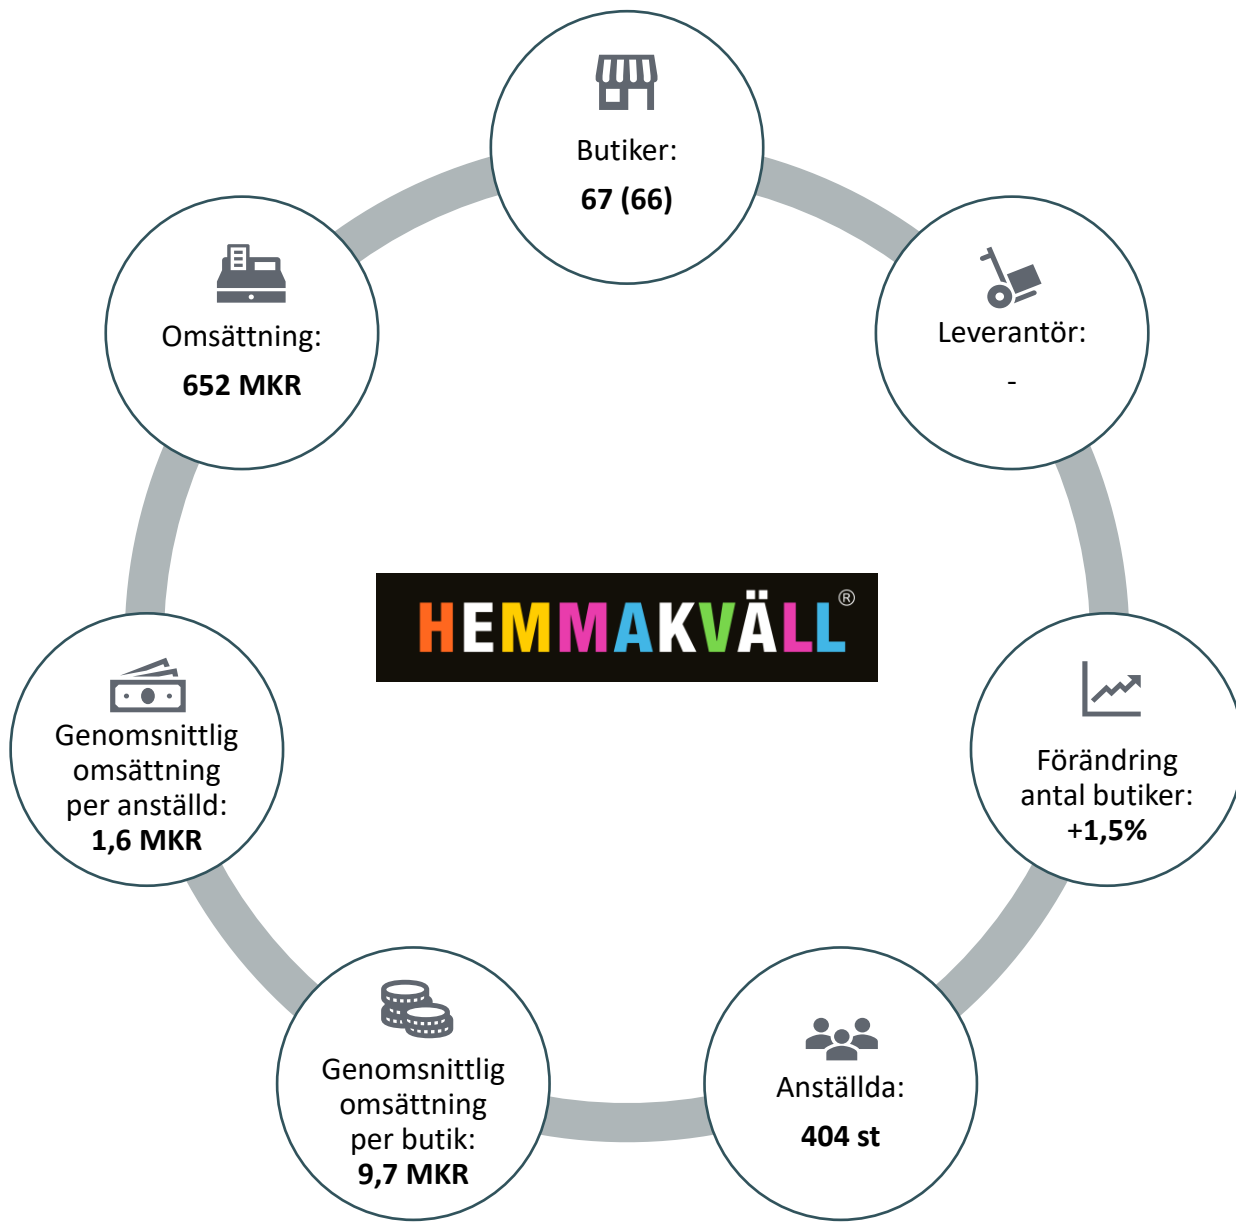 Butiker:
67 (66)
Leverantör:
-
Omsättning:
652 MKR
HEMMAKVÄLL®
Genomsnittlig
omsättning
per anställd:
1,6 MKR
Förändring
antal butiker:
+1,5%
Genomsnittlig
omsättning
per butik:
9,7 MKR
Anställda:
404 st